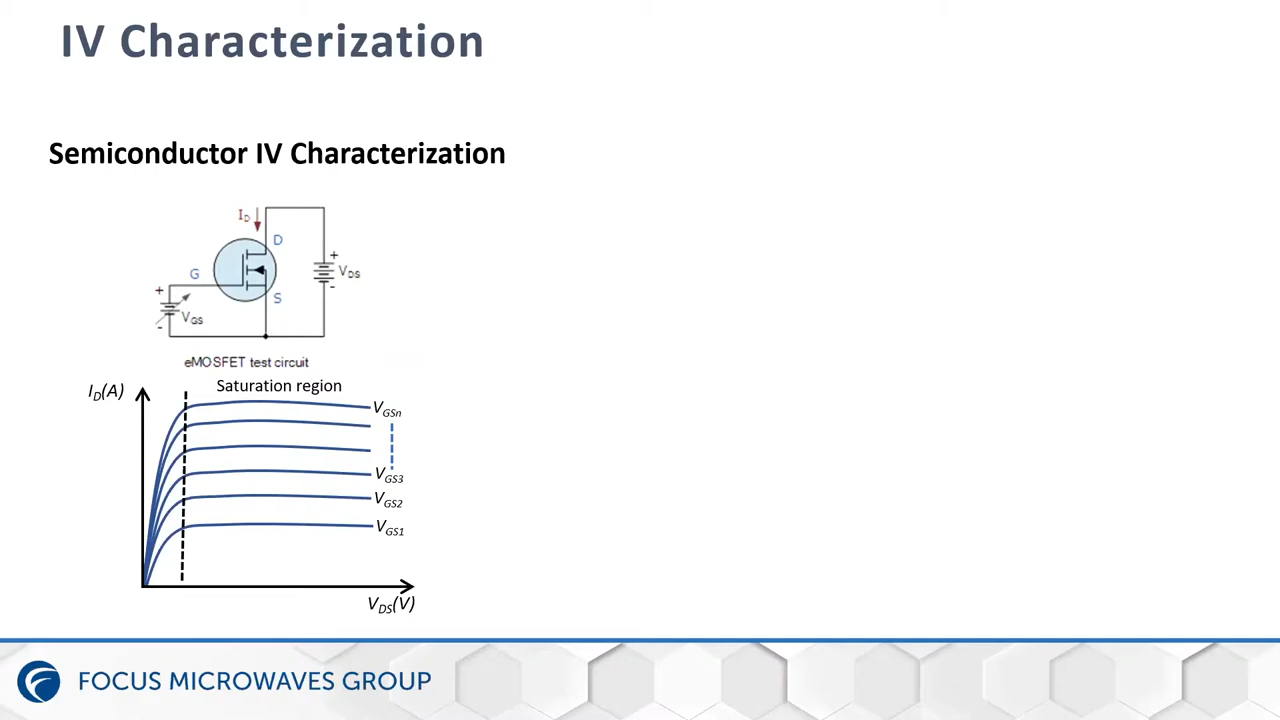 IV Characterization
Semiconductor IV Characterization
I_D
D
+
G
V_DS
-
+
S
V_GS
-
eMOSFET test circuit
I_D(A)
Saturation region
V_GSn
V_GS3
V_GS2
V_GS1
V_DS(V)
FOCUS MICROWAVES GROUP